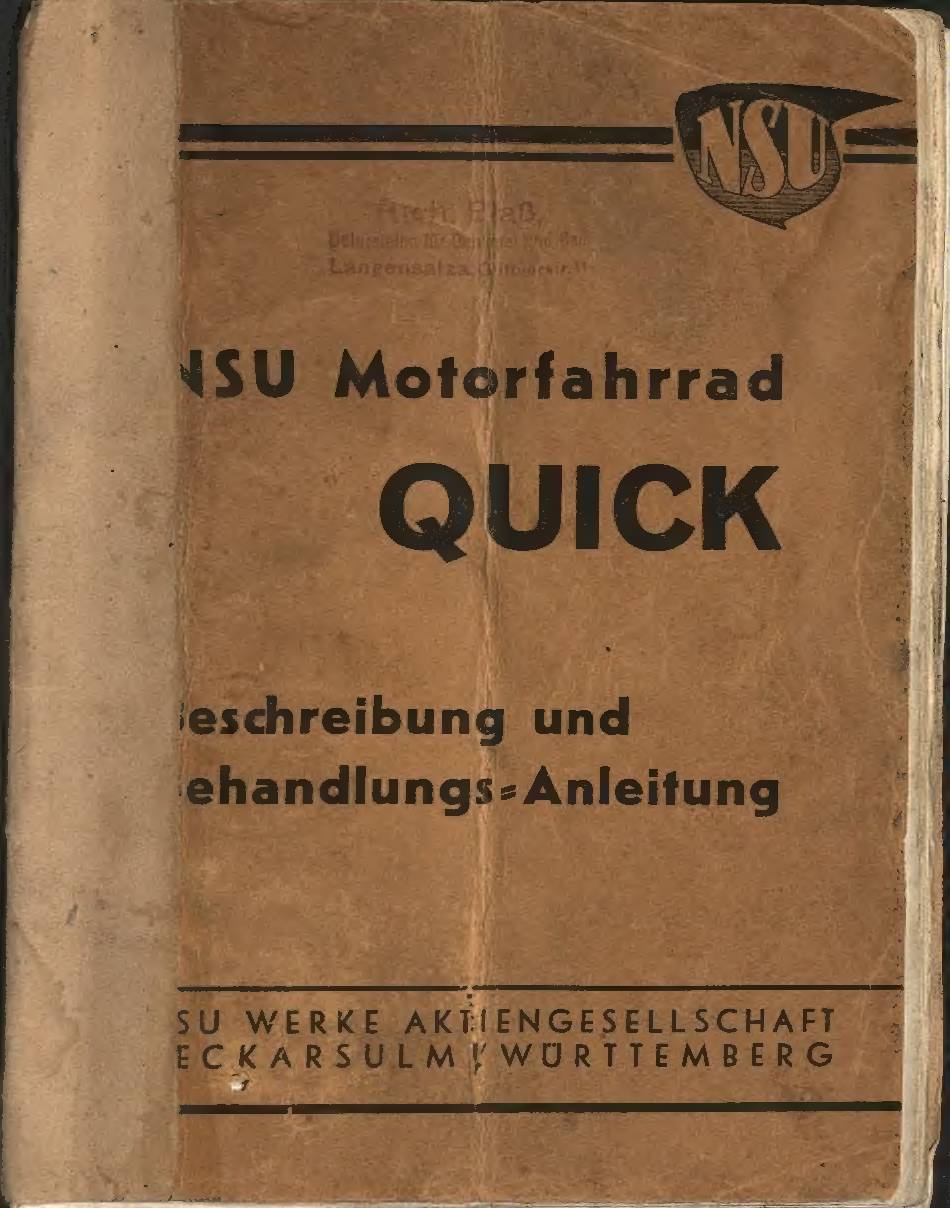 NSU
Langensalza
NSU Motorfahrrad
QUICK
eschreibung und
ehandlungs-Anleitung
SU WERKE AKTIENGESELLSCHAFT
ECKARSULM / WÜRTTEMBERG